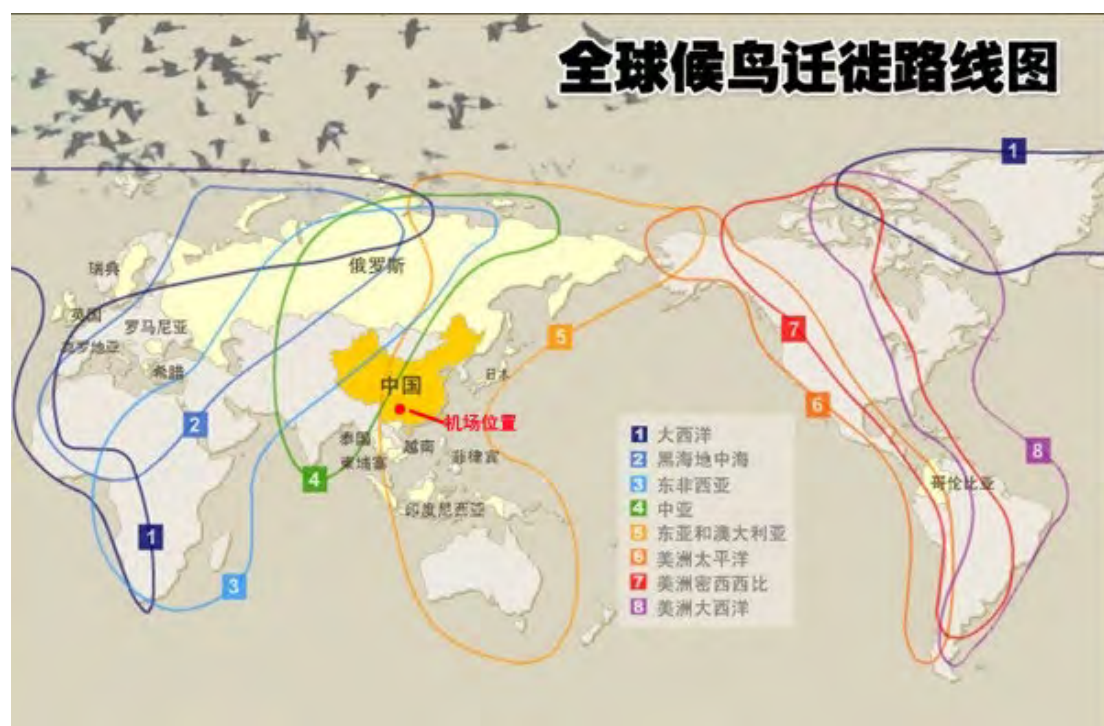 全球候鸟迁徙路线图
1
瑞典
俄罗斯
英国
罗马尼亚
克罗地亚
希腊
中国
日本
机场位置
泰国
越南
柬埔寨
菲律宾
印度尼西亚
哥伦比亚
5
7
6
2
8
4
1
3
1 大西洋
2 黑海地中海
3 东非西亚
4 中亚
5 东亚和澳大利亚
6 美洲太平洋
7 美洲密西西比
8 美洲大西洋